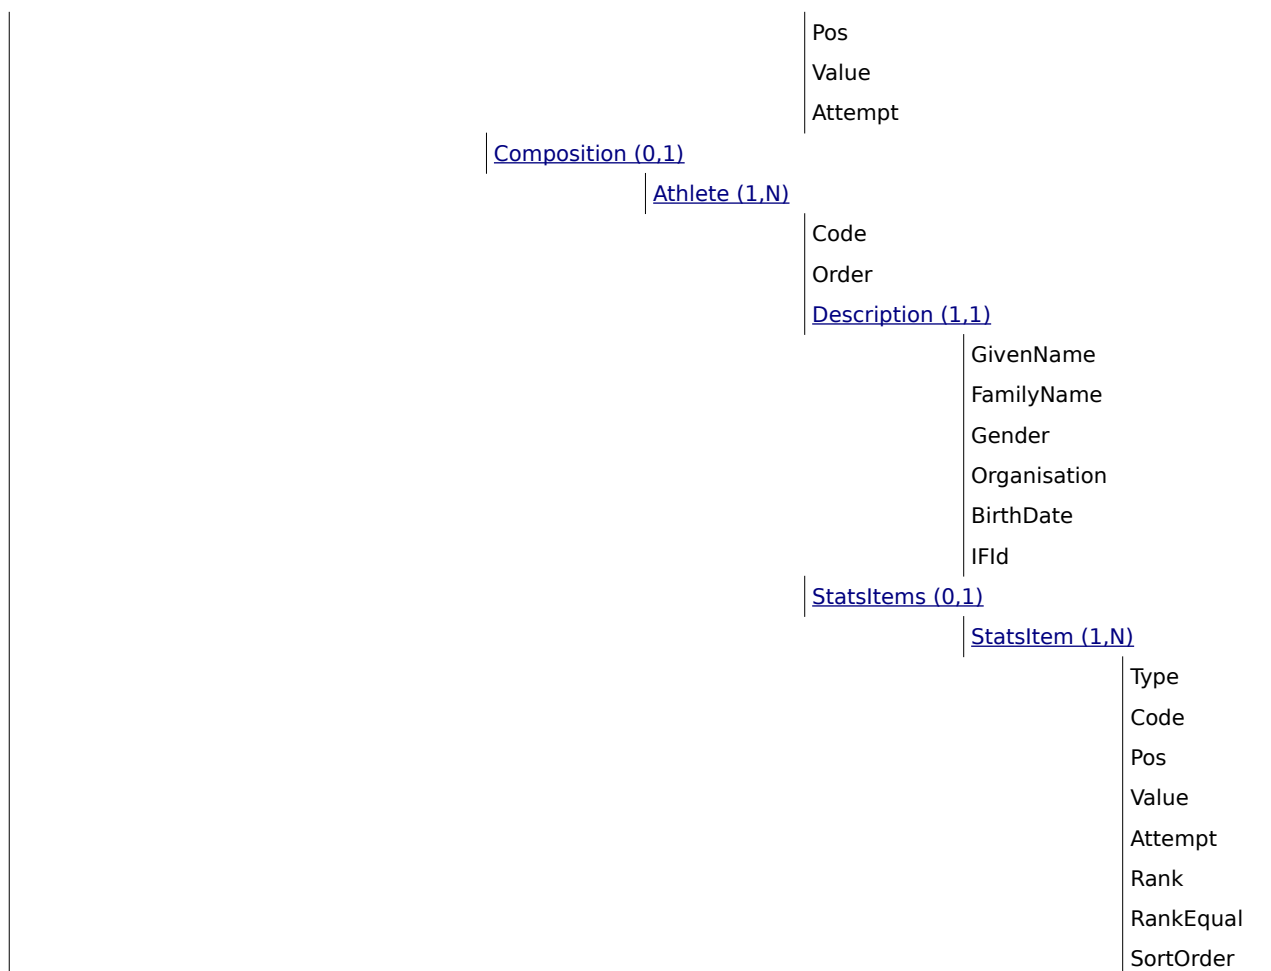 Pos
Value
Attempt
Composition (0,1)
Athlete (1,N)
Code
Order
Description (1,1)
GivenName
FamilyName
Gender
Organisation
BirthDate
IFId
StatsItems (0,1)
StatsItem (1,N)
Type
Code
Pos
Value
Attempt
Rank
RankEqual
SortOrder